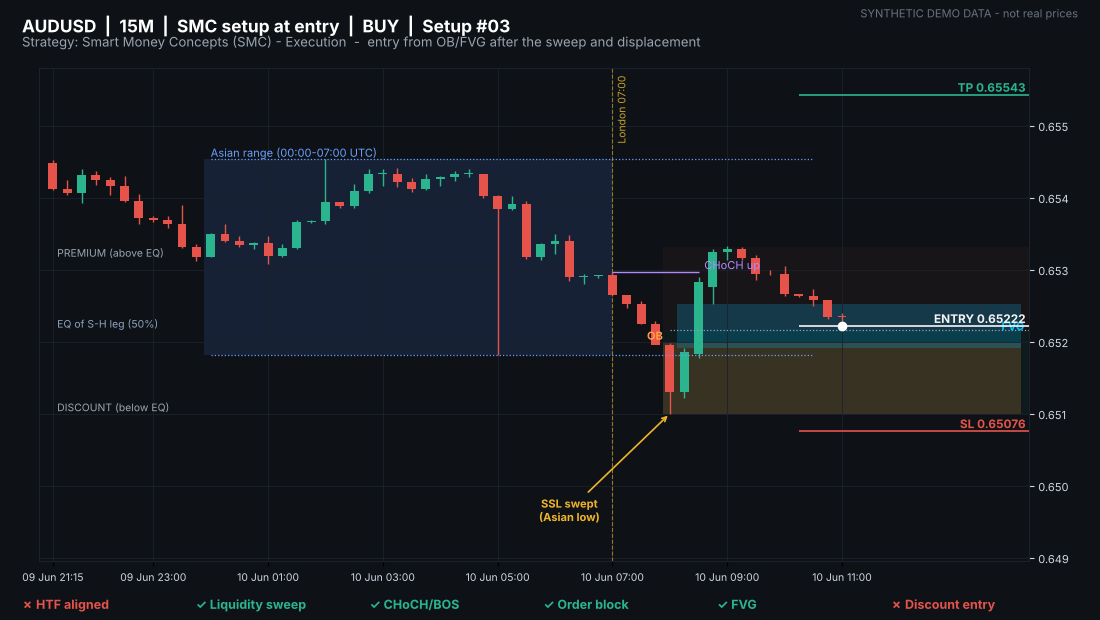 SYNTHETIC DEMO DATA - not real prices
AUDUSD | 15M | SMC setup at entry | BUY | Setup #03
Strategy: Smart Money Concepts (SMC) - Execution - entry from OB/FVG after the sweep and displacement
TP 0.65543
London 07:00
0.655
Asian range (00:00-07:00 UTC)
0.654
PREMIUM (above EQ)
CHoCH up
0.653
ENTRY 0.65222
EQ of S-H leg (50%)
FVG
OB
0.652
DISCOUNT (below EQ)
0.651
SL 0.65076
0.650
SSL swept
(Asian low)
0.649
09 Jun 21:15 09 Jun 23:00 10 Jun 01:00 10 Jun 03:00 10 Jun 05:00 10 Jun 07:00 10 Jun 09:00 10 Jun 11:00
× HTF aligned ✓ Liquidity sweep ✓ CHoCH/BOS ✓ Order block ✓ FVG × Discount entry